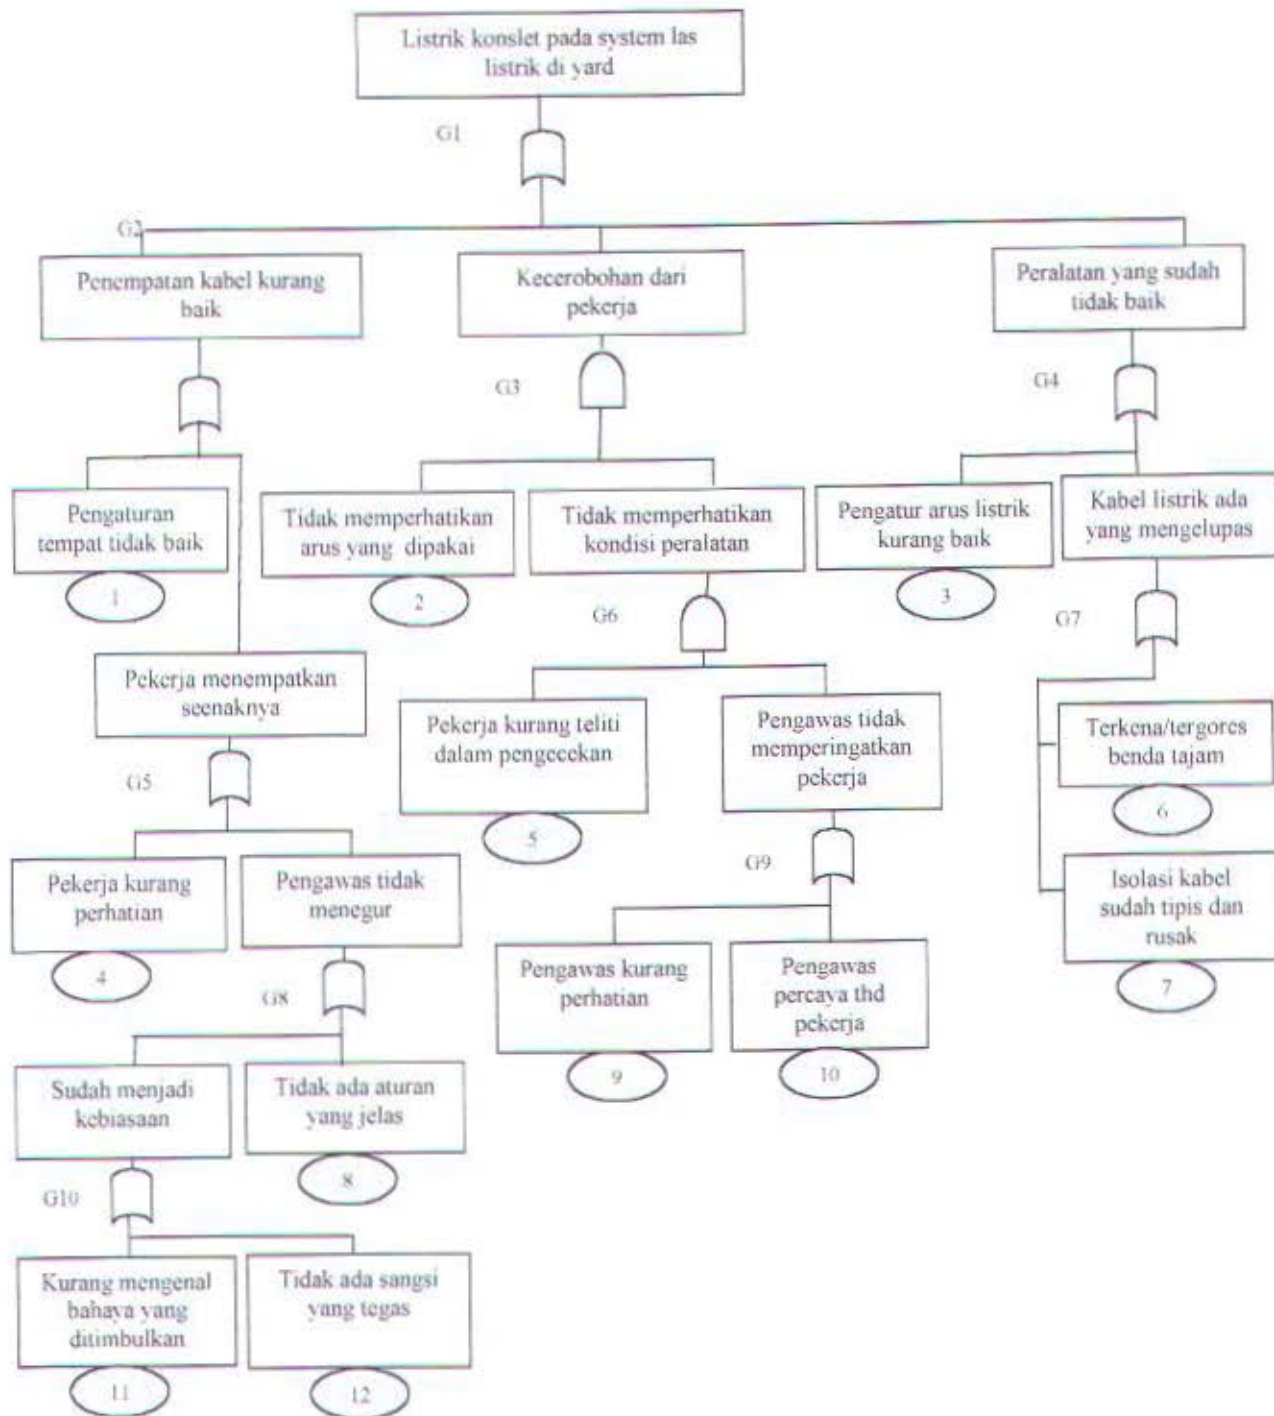 Listrik konslet pada system las
listrik di yard
G1
G2
Penempatan kabel kurang
baik
Kecerobohan dari
pekerja
Peralatan yang sudah
tidak baik
G3
G4
Pengaturan
tempat tidak baik
1
Tidak memperhatikan
arus yang dipakai
2
Tidak memperhatikan
kondisi peralatan
Pengatur arus listrik
kurang baik
3
Kabel listrik ada
yang mengelupas
G6
G7
Pekerja menempatkan
seenaknya
G5
Pekerja kurang teliti
dalam pengecekan
5
Pengawas tidak
memperingatkan
pekerja
G9
Terkena/tergores
benda tajam
6
Isolasi kabel
sudah tipis dan
rusak
7
Pekerja kurang
perhatian
4
Pengawas tidak
menegur
G8
Pengawas kurang
perhatian
9
Pengawas
percaya thd
pekerja
10
Sudah menjadi
kebiasaan
Tidak ada aturan
yang jelas
8
G10
Kurang mengenal
bahaya yang
ditimbulkan
11
Tidak ada sangsi
yang tegas
12